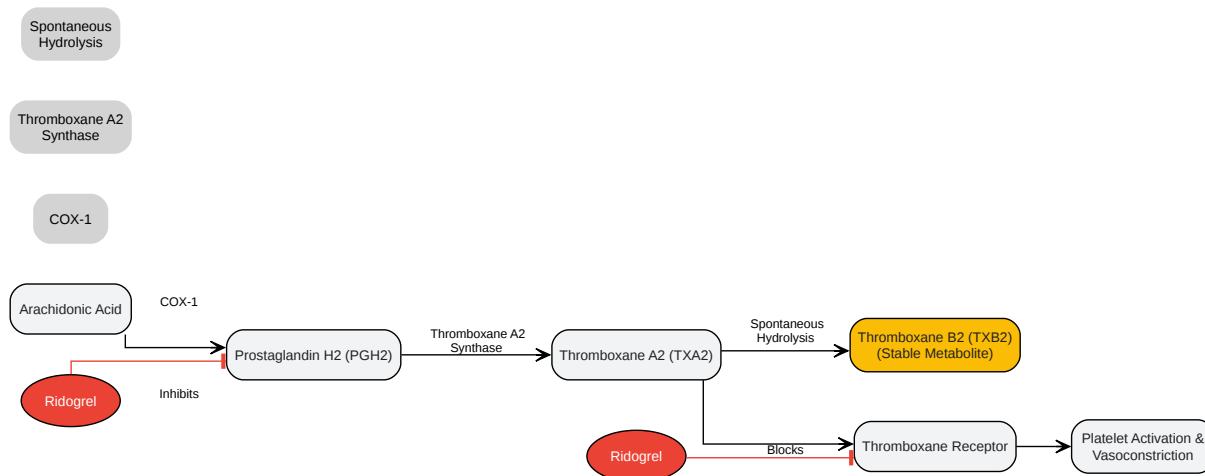 Spontaneous
Hydrolysis
Thromboxane A2
Synthase
COX-1
Arachidonic Acid
COX-1
Prostaglandin H2 (PGH2)
Thromboxane A2
Synthase
Thromboxane A2 (TXA2)
Spontaneous
Hydrolysis
Thromboxane B2 (TXB2)
(Stable Metabolite)
Ridogrel
Inhibits
Ridogrel
Blocks
Thromboxane Receptor
Platelet Activation &
Vasoconstriction